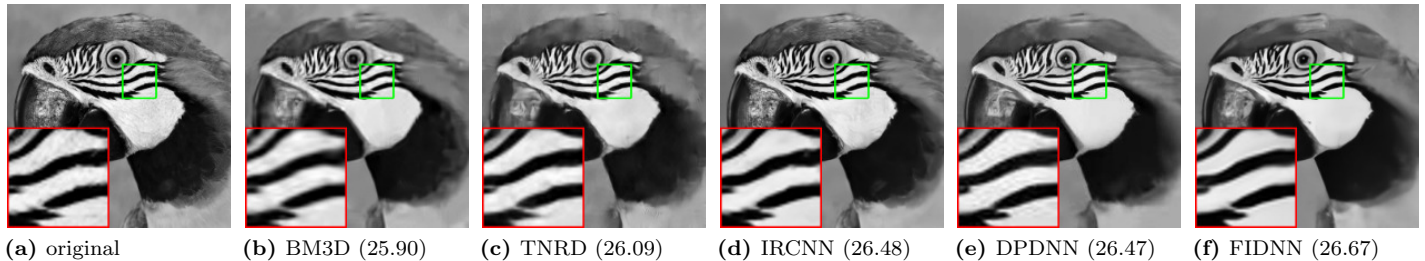 (a) original
(b) BM3D (25.90)
(c) TNRD (26.09)
(d) IRCNN (26.48)
(e) DPDNN (26.47)
(f) FIDNN (26.67)